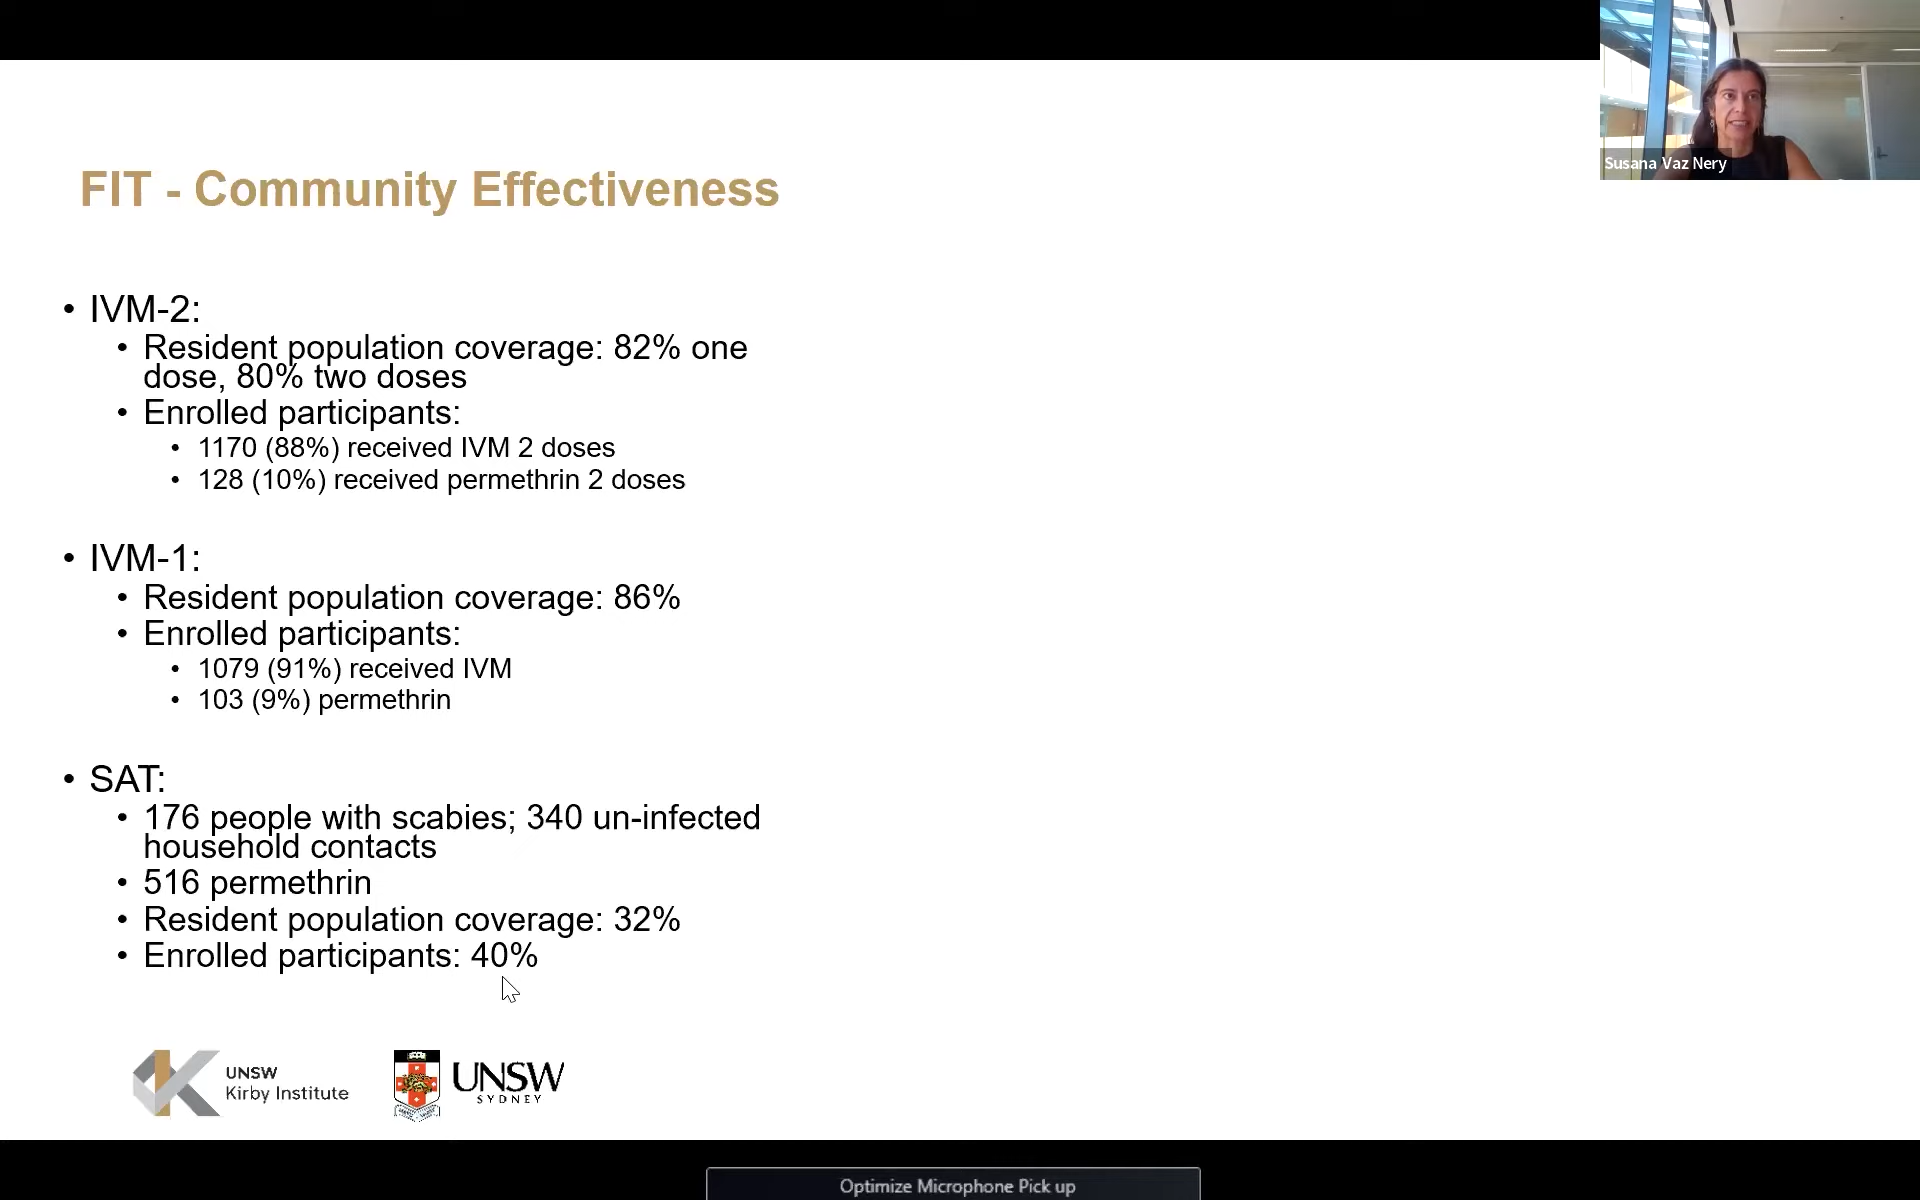 Susana Vaz Nery
FIT - Community Effectiveness
• IVM-2:
• Resident population coverage: 82% one
dose, 80% two doses
• Enrolled participants:
• 1170 (88%) received IVM 2 doses
• 128 (10%) received permethrin 2 doses
• IVM-1:
• Resident population coverage: 86%
• Enrolled participants:
• 1079 (91%) received IVM
• 103 (9%) permethrin
• SAT:
• 176 people with scabies; 340 un-infected
household contacts
• 516 permethrin
• Resident population coverage: 32%
• Enrolled participants: 40%
UNSW
Kirby Institute
UNSW
SYDNEY
Optimize Microphone Pick up